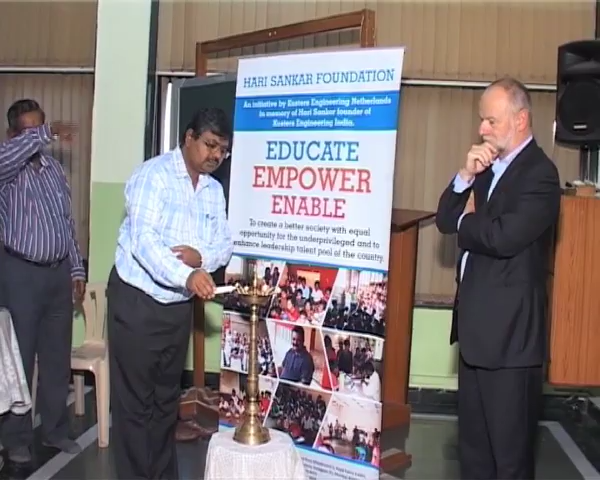 HARI SANKAR FOUNDATION
An initiative by Kusters Engineering Netherlands
in memory of Hari Sankar founder of
Kusters Engineering India.
EDUCATE
EMPOWER
ENABLE
To create a better society with equal
opportunity for the underprivileged and to
enhance leadership talent pool of the country.